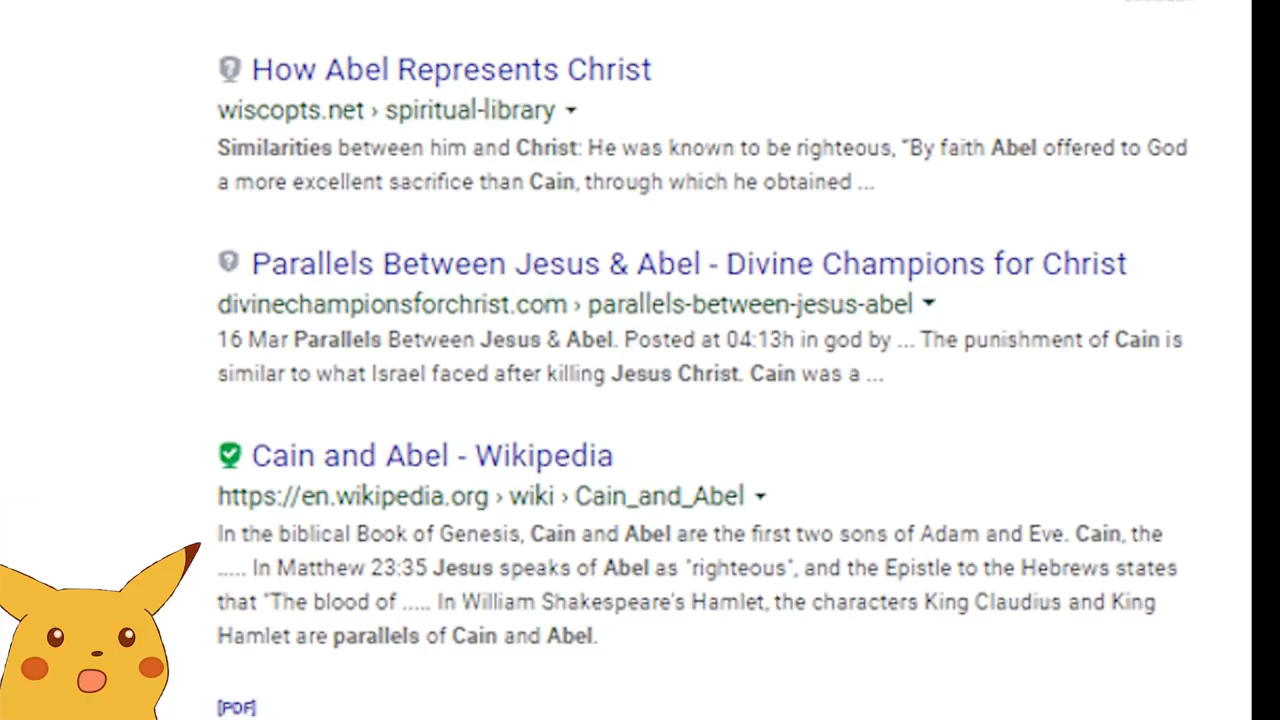 How Abel Represents Christ
wiscopts.net › spiritual-library
Similarities between him and Christ: He was known to be righteous, "By faith Abel offered to God
a more excellent sacrifice than Cain, through which he obtained ...
Parallels Between Jesus & Abel - Divine Champions for Christ
divinechampionsforchrist.com › parallels-between-jesus-abel
16 Mar Parallels Between Jesus & Abel. Posted at 04:13h in god by ... The punishment of Cain is
similar to what Israel faced after killing Jesus Christ. Cain was a ...
Cain and Abel - Wikipedia
https://en.wikipedia.org › wiki › Cain_and_Abel
In the biblical Book of Genesis, Cain and Abel are the first two sons of Adam and Eve. Cain, the
..... In Matthew 23:35 Jesus speaks of Abel as "righteous", and the Epistle to the Hebrews states
that "The blood of ..... In William Shakespeare's Hamlet, the characters King Claudius and King
Hamlet are parallels of Cain and Abel.
[PDF]